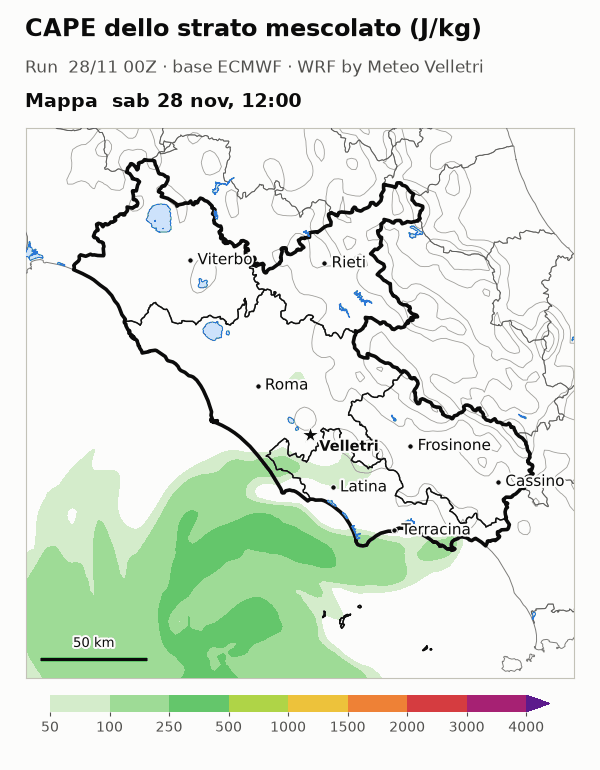 CAPE dello strato mescolato (J/kg)
Run  28/11 00Z · base ECMWF · WRF by Meteo Velletri
Mappa  sab 28 nov, 12:00
Viterbo
Rieti
Roma
Velletri
Frosinone
Cassino
Latina
Terracina
50 km
50 100 250 500 1000 1500 2000 3000 4000